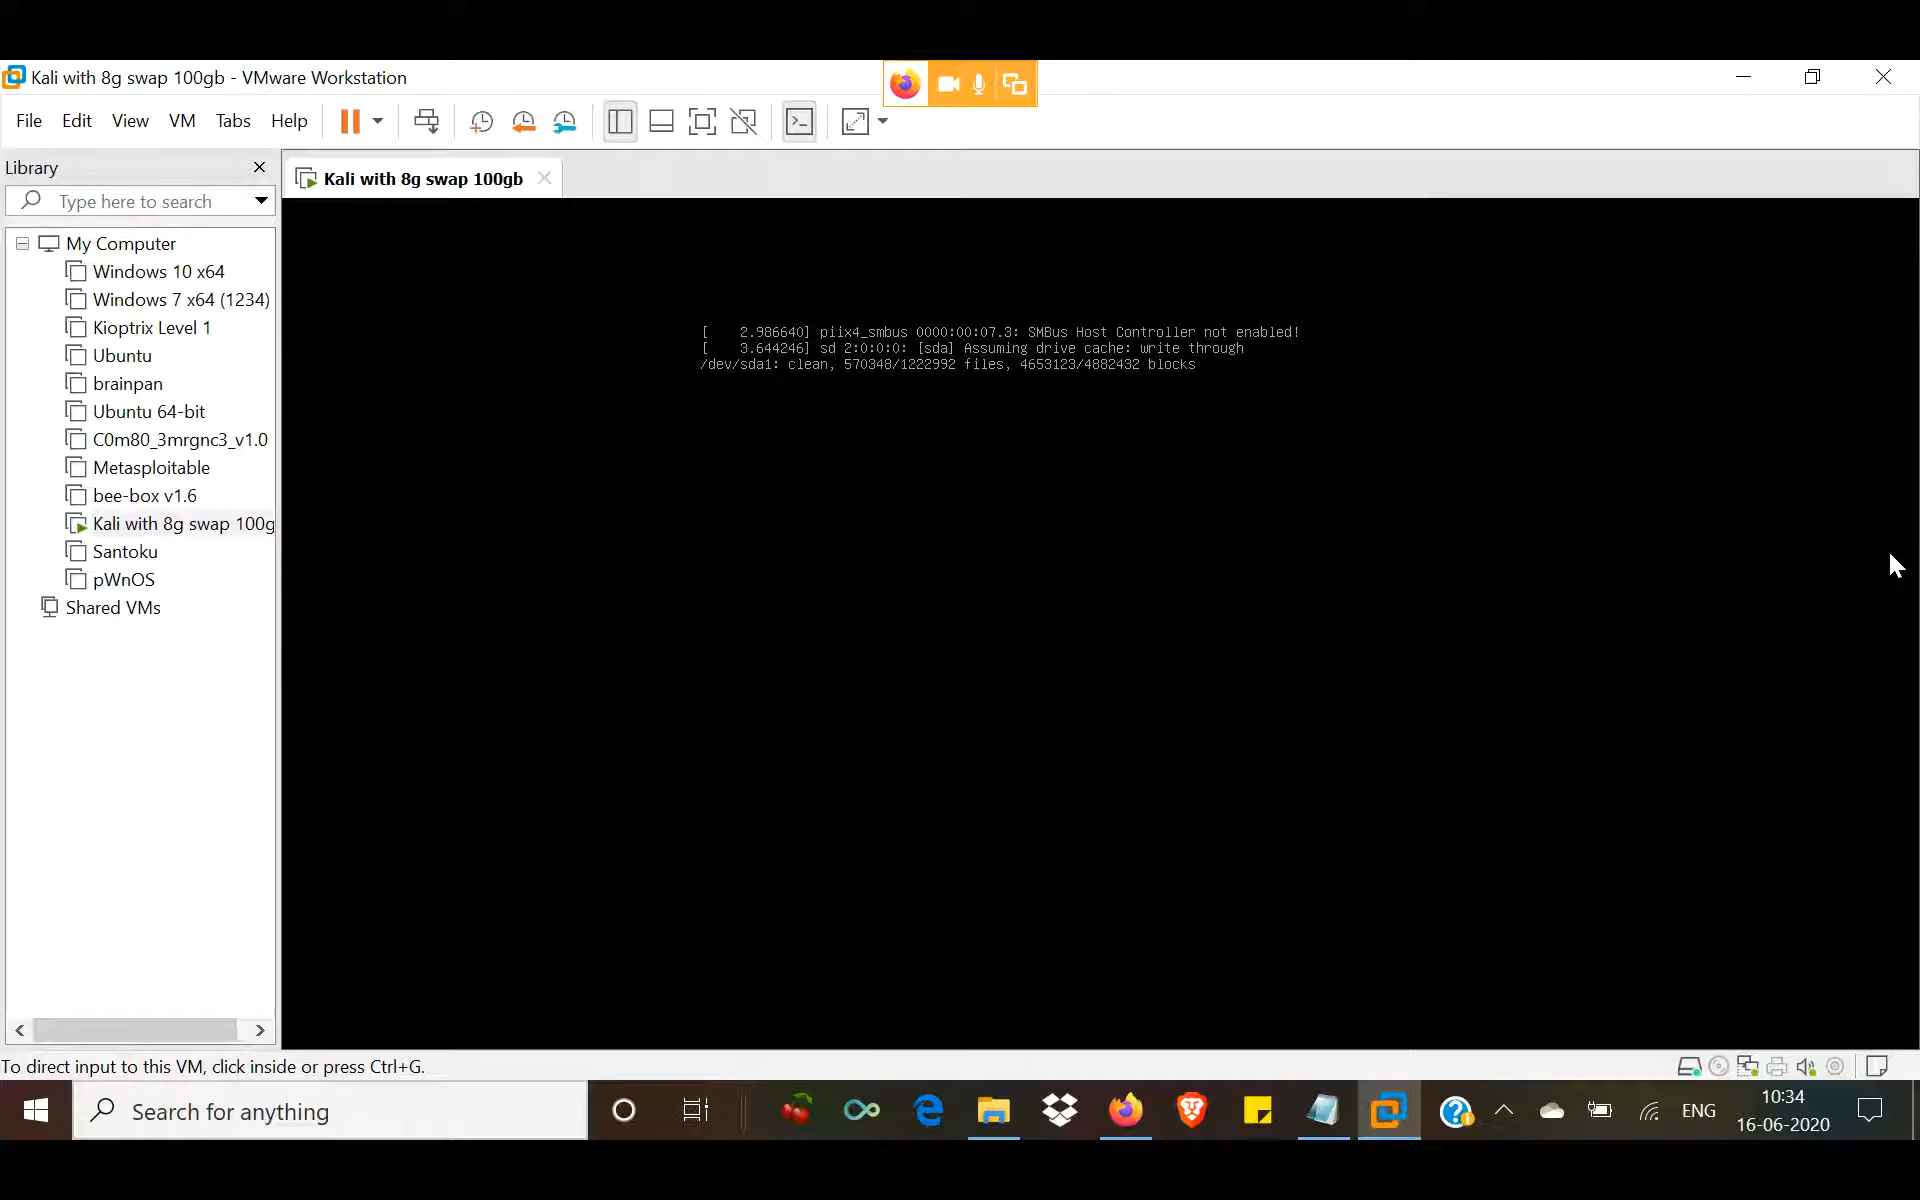 Kali with 8g swap 100gb - VMware Workstation
File Edit View VM Tabs Help
Library
Type here to search
Kali with 8g swap 100gb
My Computer
Windows 10 x64
Windows 7 x64 (1234)
Kioptrix Level 1
Ubuntu
brainpan
Ubuntu 64-bit
C0m80_3mrgnc3_v1.0
Metasploitable
bee-box v1.6
Kali with 8g swap 100g
Santoku
pWnOS
Shared VMs
[    2.986640] piix4_smbus 0000:00:07.3: SMBus Host Controller not enabled!
[    3.644246] sd 2:0:0:0: [sda] Assuming drive cache: write through
/dev/sda1: clean, 570348/1222992 files, 4653123/4882432 blocks
To direct input to this VM, click inside or press Ctrl+G.
Search for anything
ENG
10:34
16-06-2020